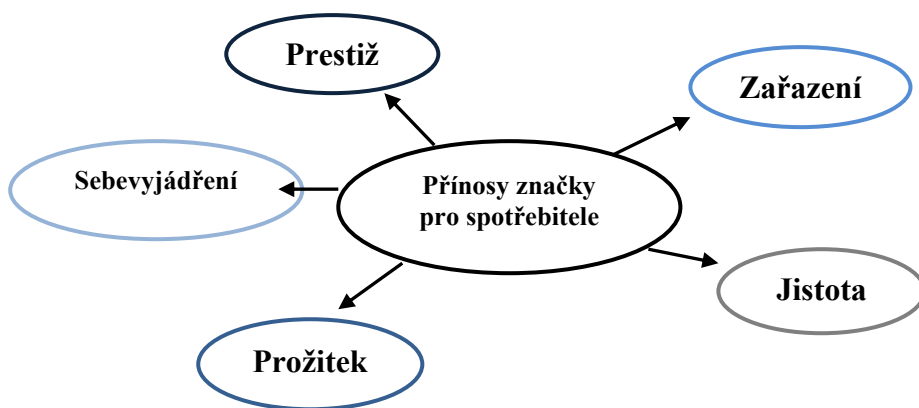 Prestiž
Zařazení
Sebevyjádření
Přínosy značky
pro spotřebitele
Jistota
Prožitek